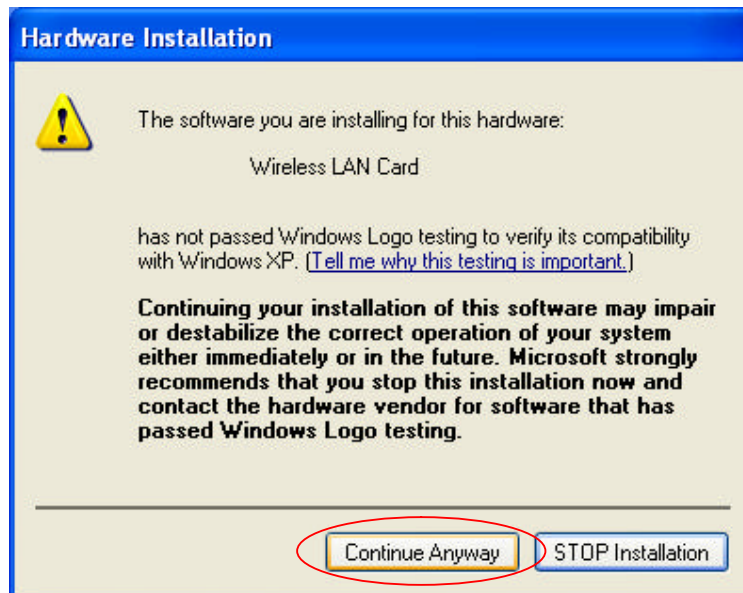 Hardware Installation
The software you are installing for this hardware:
Wireless LAN Card
has not passed Windows Logo testing to verify its compatibility
with Windows XP. (Tell me why this testing is important.)
Continuing your installation of this software may impair
or destabilize the correct operation of your system
either immediately or in the future. Microsoft strongly
recommends that you stop this installation now and
contact the hardware vendor for software that has
passed Windows Logo testing.
Continue Anyway STOP Installation